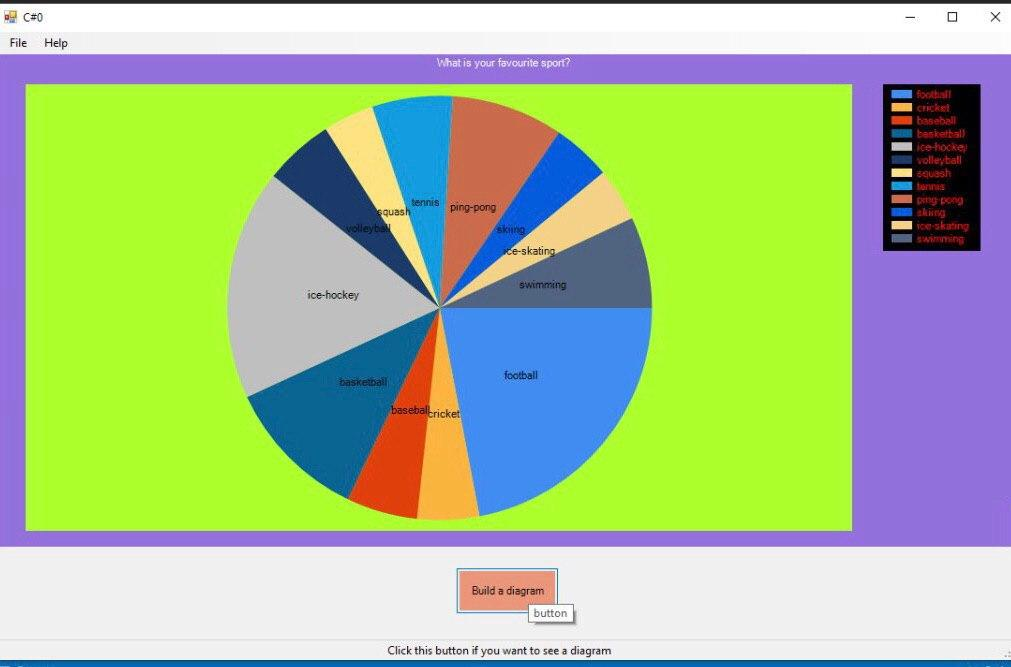 C#0
File Help
What is your favourite sport?
football
cricket
baseball
basketball
ice-hockey
volleyball
squash
tennis
ping-pong
skiing
ice-skating
swimming
tennis
squash
ping-pong
volleyball
skiing
ice-skating
swimming
ice-hockey
football
basketball
baseball
cricket
Build a diagram
button
Click this button if you want to see a diagram